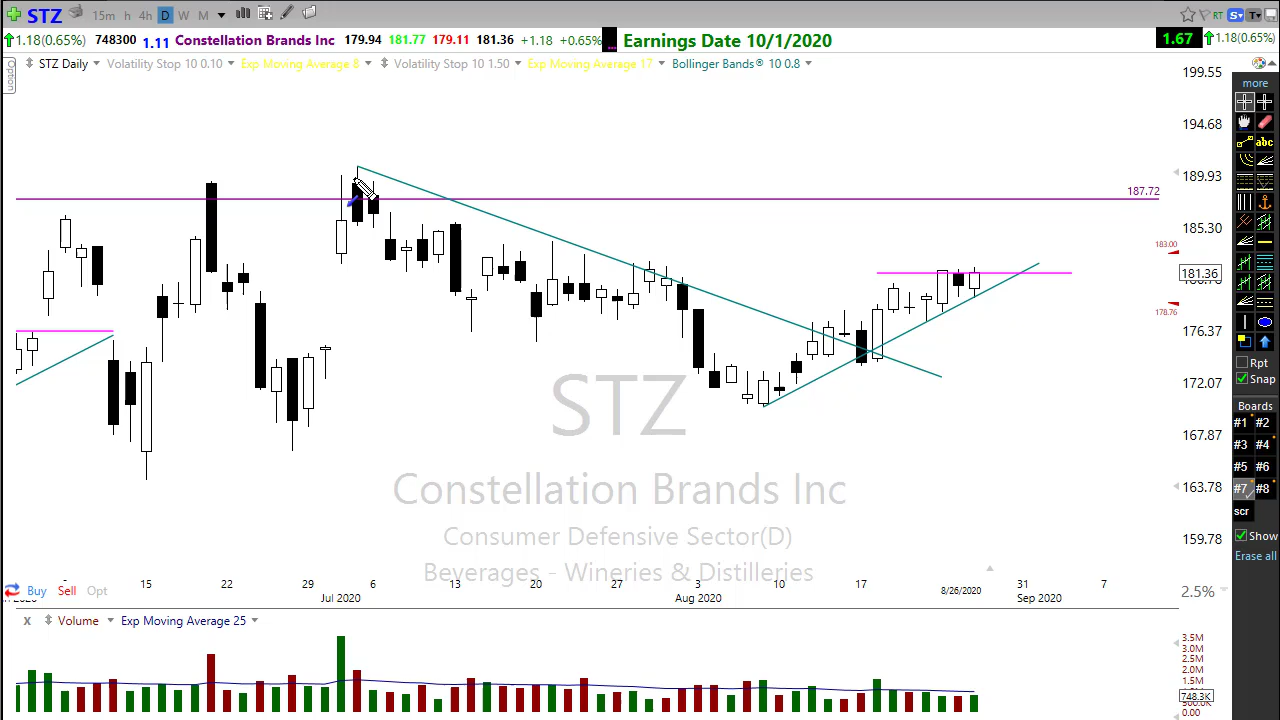 STZ 15m h 4h D W M RT S T
1.18(0.65%) 748300 1.11 Constellation Brands Inc 179.94 181.77 179.11 181.36 +1.18 +0.65% Earnings Date 10/1/2020 1.67 1.18(0.65%)
Option STZ Daily Volatility Stop 10 0.10 Exp Moving Average 8 Volatility Stop 10 1.50 Exp Moving Average 17 Bollinger Bands® 10 0.8
199.55
194.68
189.93
187.72
185.30
183.00
181.36
178.76
176.37
172.07
167.87
163.78
159.78
more
abc
Rpt
Snap
Boards
#1 #2
#3 #4
#5 #6
#7 #8
scr
Show
Erase all
STZ
Constellation Brands Inc
Consumer Defensive Sector(D)
Beverages - Wineries & Distilleries
15 22 29 6 13 20 27 3 10 17 8/26/2020 31 7
Jul 2020 Aug 2020 Sep 2020
Buy Sell Opt
2.5%
x Volume Exp Moving Average 25
3.5M
3.0M
2.5M
2.0M
1.5M
748.3K
0.00